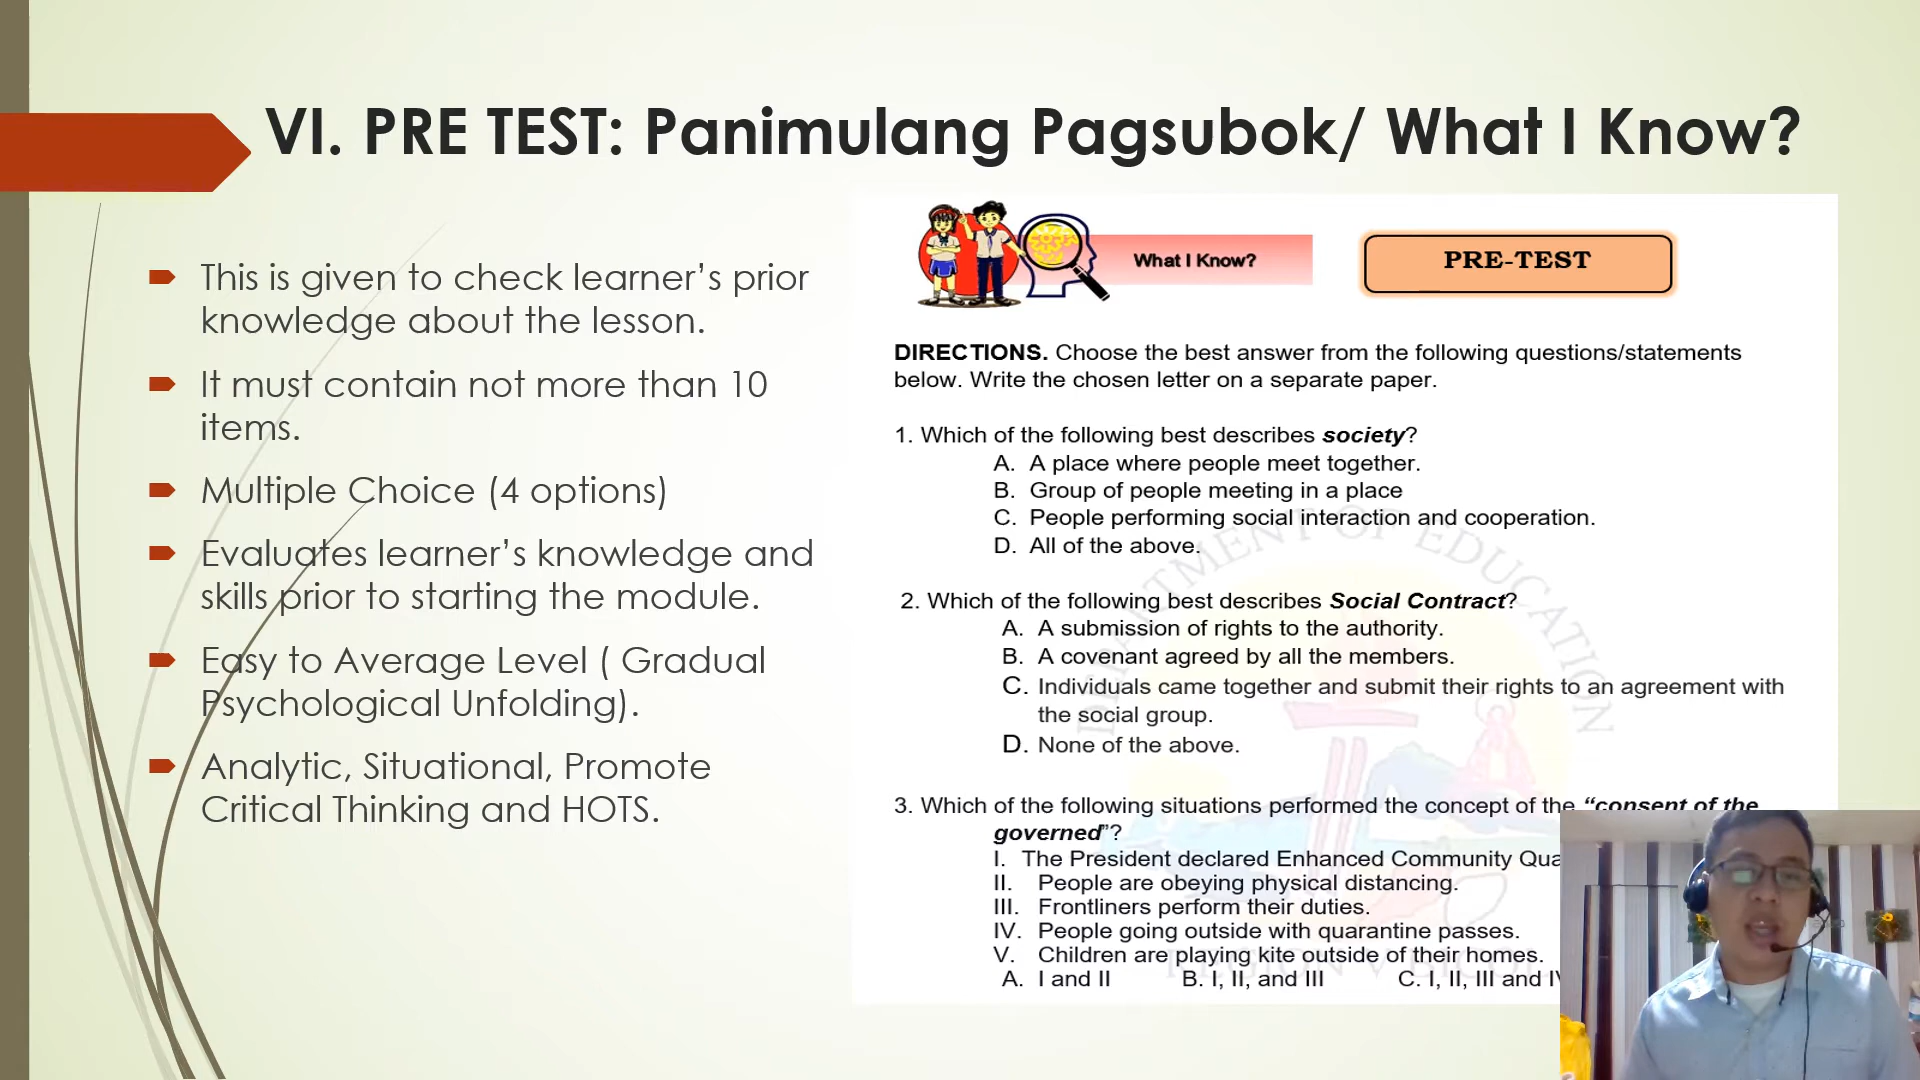 VI. PRE TEST: Panimulang Pagsubok/ What I Know?
This is given to check learner’s prior
knowledge about the lesson.
It must contain not more than 10
items.
Multiple Choice (4 options)
Evaluates learner’s knowledge and
skills prior to starting the module.
Easy to Average Level ( Gradual
Psychological Unfolding).
Analytic, Situational, Promote
Critical Thinking and HOTS.
What I Know?
PRE-TEST
DIRECTIONS. Choose the best answer from the following questions/statements
below. Write the chosen letter on a separate paper.
1. Which of the following best describes society?
A. A place where people meet together.
B. Group of people meeting in a place
C. People performing social interaction and cooperation.
D. All of the above.
2. Which of the following best describes Social Contract?
A. A submission of rights to the authority.
B. A covenant agreed by all the members.
C. Individuals came together and submit their rights to an agreement with
the social group.
D. None of the above.
3. Which of the following situations performed the concept of the “consent of the
governed”?
I. The President declared Enhanced Community Qua
II. People are obeying physical distancing.
III. Frontliners perform their duties.
IV. People going outside with quarantine passes.
V. Children are playing kite outside of their homes.
A. I and II B. I, II, and III C. I, II, III and IV
DEPARTMENT OF EDUCATION
REGION V BICOL